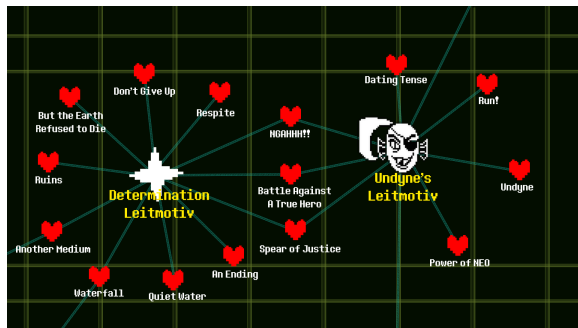 Dating Tense
Don't Give Up
Run!
But the Earth
Refused to Die
Respite
NGAHHH!!
Ruins
Undyne's
Leitmotiv
Undyne
Determination
Leitmotiv
Battle Against
A True Hero
Another Medium
Spear of Justice
An Ending
Power of NEO
Waterfall
Quiet Water